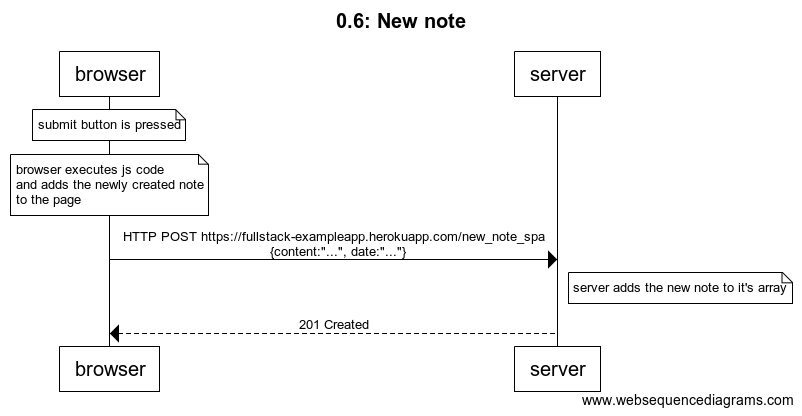 0.6: New note
browser
server
submit button is pressed
browser executes js code
and adds the newly created note
to the page
HTTP POST https://fullstack-exampleapp.herokuapp.com/new_note_spa
{content:"...", date:"..."}
server adds the new note to it's array
201 Created
browser
server
www.websequencediagrams.com